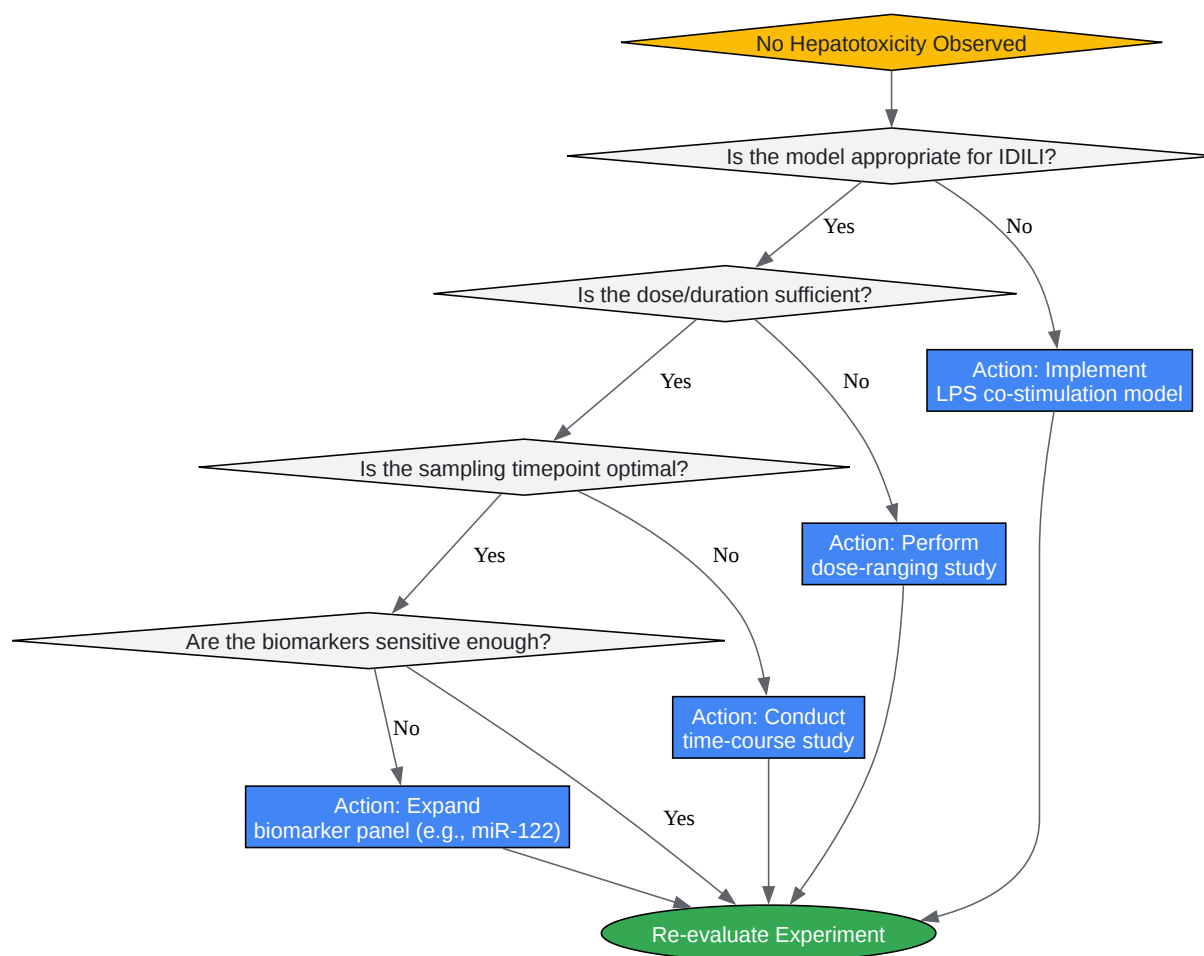 No Hepatotoxicity Observed
Is the model appropriate for IDILI?
Yes
No
Is the dose/duration sufficient?
Action: Implement
LPS co-stimulation model
Yes
No
Is the sampling timepoint optimal?
Action: Perform
dose-ranging study
Yes
No
Are the biomarkers sensitive enough?
Action: Conduct
time-course study
No
Yes
Action: Expand
biomarker panel (e.g., miR-122)
Re-evaluate Experiment